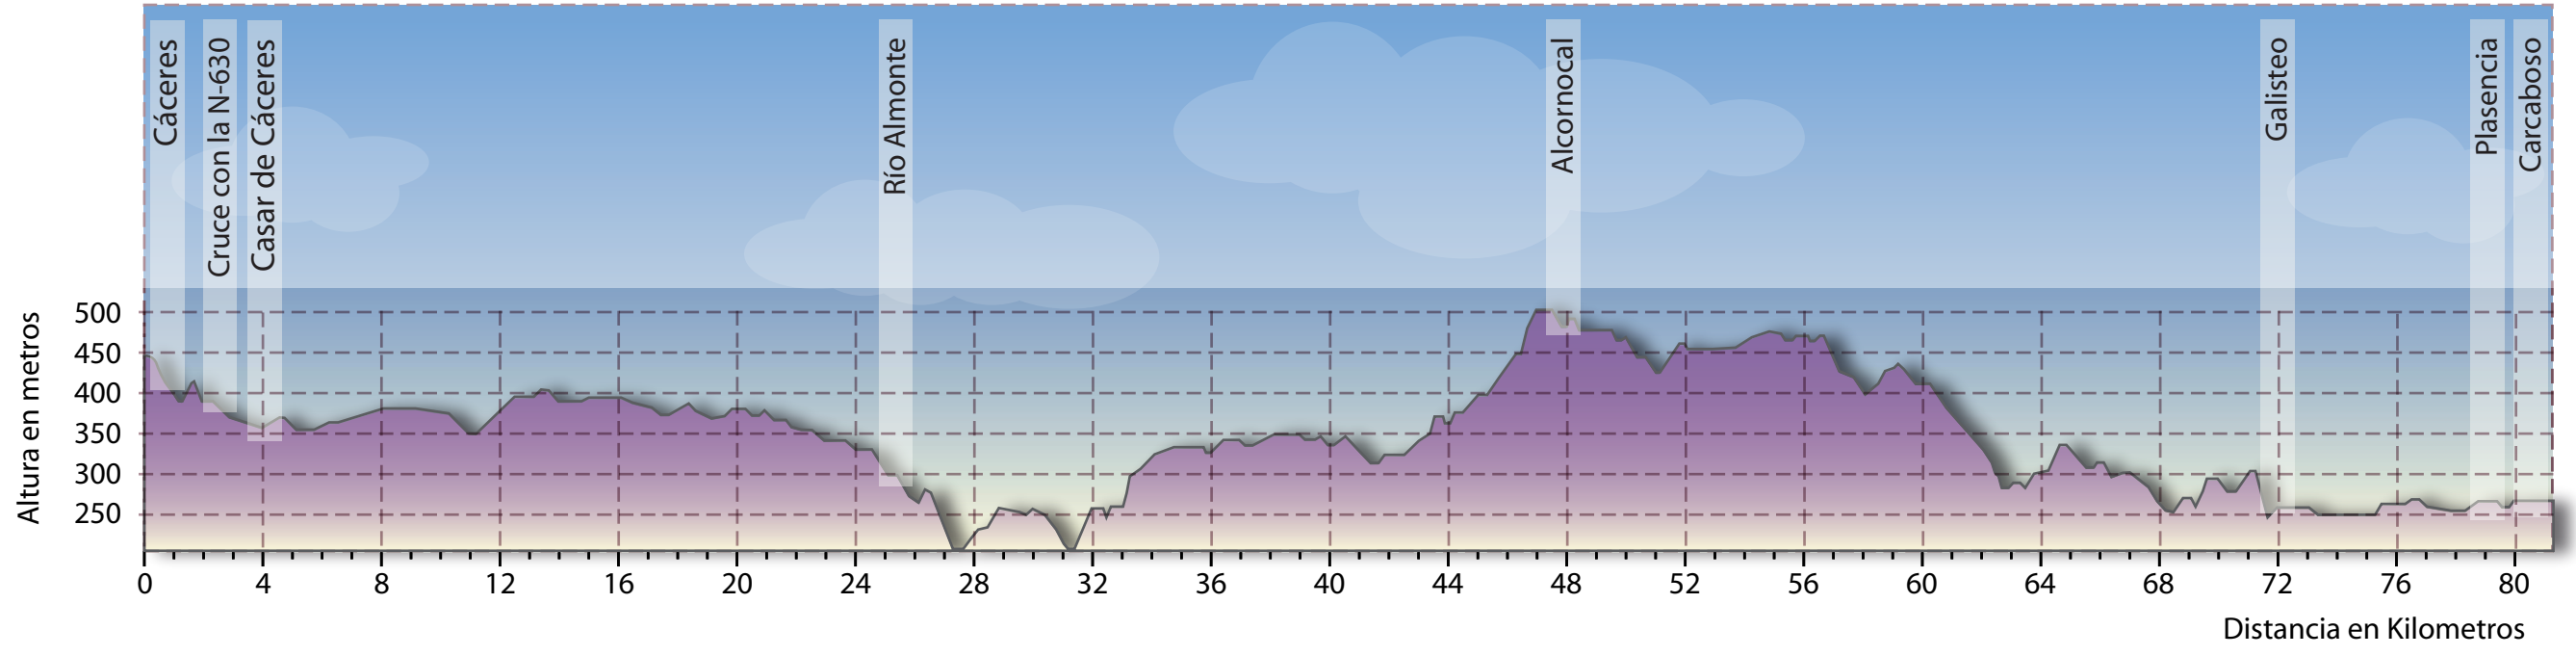 Cáceres
Cruce con la N-630
Casar de Cáceres
Río Almonte
Alcornocal
Galisteo
Plasencia
Carcaboso
Altura en metros
500
450
400
350
300
250
0 4 8 12 16 20 24 28 32 36 40 44 48 52 56 60 64 68 72 76 80
Distancia en Kilometros